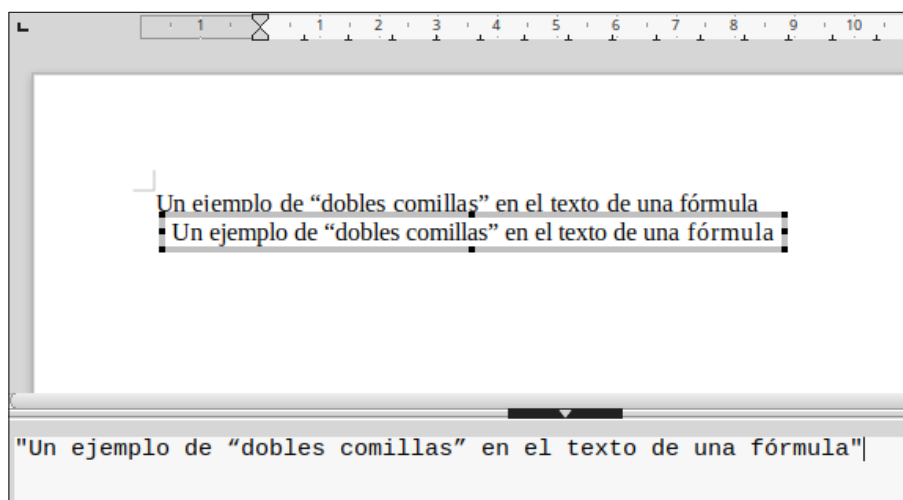 1 1 2 3 4 5 6 7 8 9 10
Un ejemplo de “dobles comillas” en el texto de una fórmula
Un ejemplo de “dobles comillas” en el texto de una fórmula
"Un ejemplo de “dobles comillas” en el texto de una fórmula"